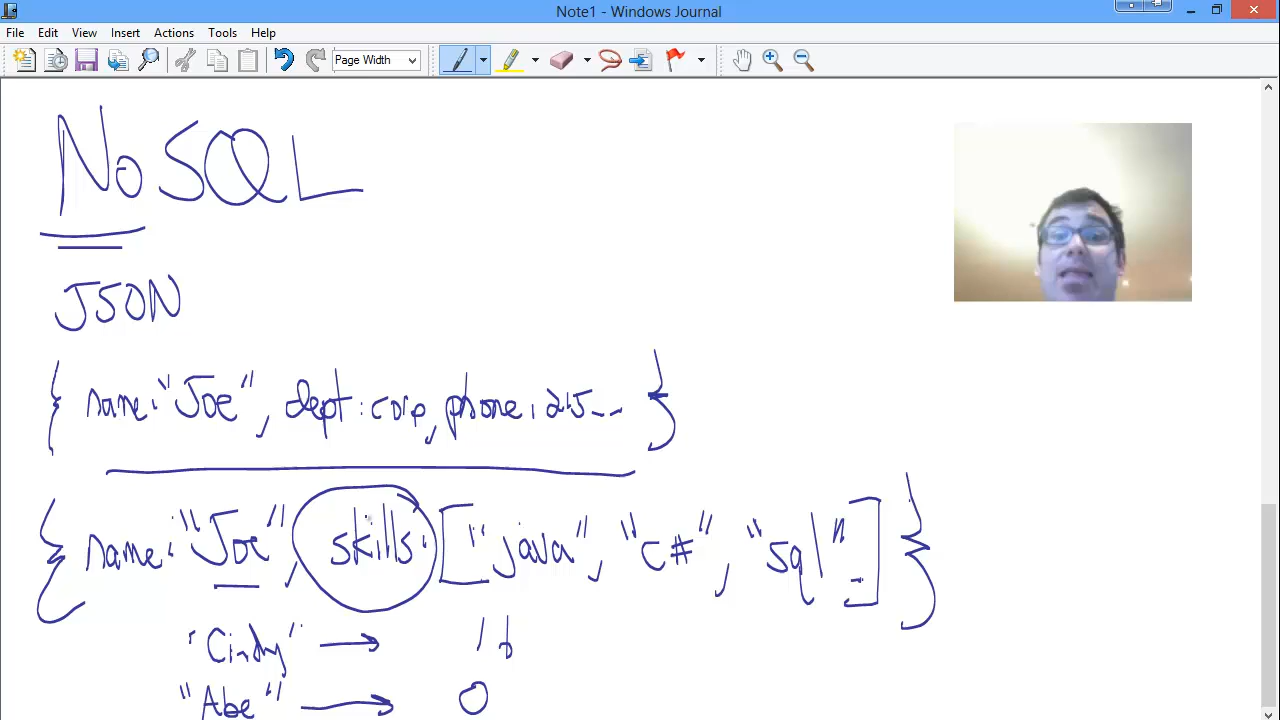 Note1 - Windows Journal
File Edit View Insert Actions Tools Help
Page Width
NoSQL
JSON
{ name: "Joe", dept: corp, phone: 215-- }
{ name: "Joe", skills: ["java", "c#", "sql"] }
"Cindy" → 16
"Abe" → 0